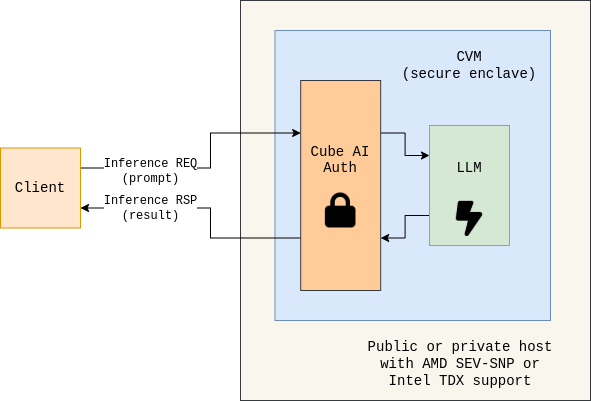 CVM
(secure enclave)
Cube AI
Auth
LLM
Client
Inference REQ
(prompt)
Inference RSP
(result)
Public or private host
with AMD SEV-SNP or
Intel TDX support